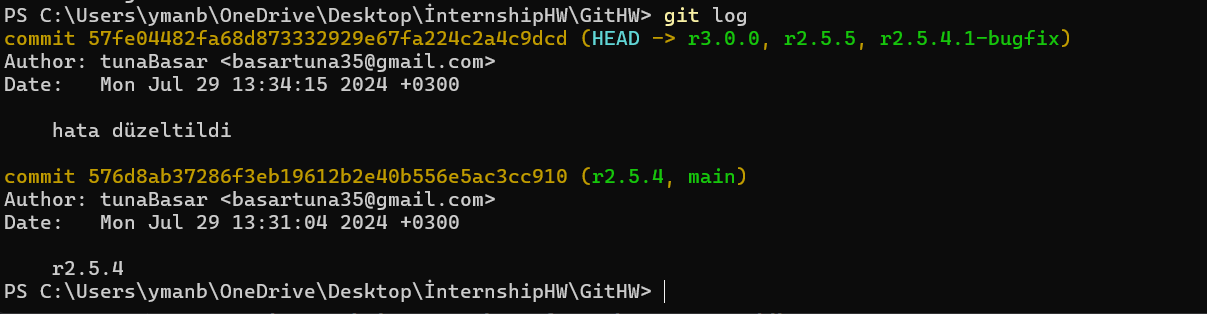 PS C:\Users\ymanb\OneDrive\Desktop\İnternshipHW\GitHW> git log
commit 57fe04482fa68d873332929e67fa224c2a4c9dcd (HEAD -> r3.0.0, r2.5.5, r2.5.4.1-bugfix)
Author: tunaBasar <basartuna35@gmail.com>
Date:   Mon Jul 29 13:34:15 2024 +0300
hata düzeltildi
commit 576d8ab37286f3eb19612b2e40b556e5ac3cc910 (r2.5.4, main)
Author: tunaBasar <basartuna35@gmail.com>
Date:   Mon Jul 29 13:31:04 2024 +0300
r2.5.4
PS C:\Users\ymanb\OneDrive\Desktop\İnternshipHW\GitHW>